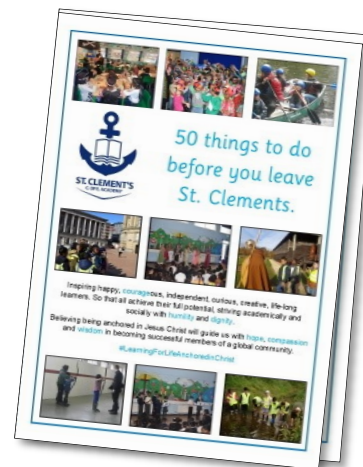 ST. CLEMENT'S
C. OF E. ACADEMY
50 things to do
before you leave
St. Clements.
Inspiring happy, courageous, independent, curious, creative, life-long
learners. So that all achieve their full potential, striving academically and
socially with humility and dignity.
Believing being anchored in Jesus Christ will guide us with hope, compassion
and wisdom in becoming successful members of a global community.
#LearningForLifeAnchoredInChrist